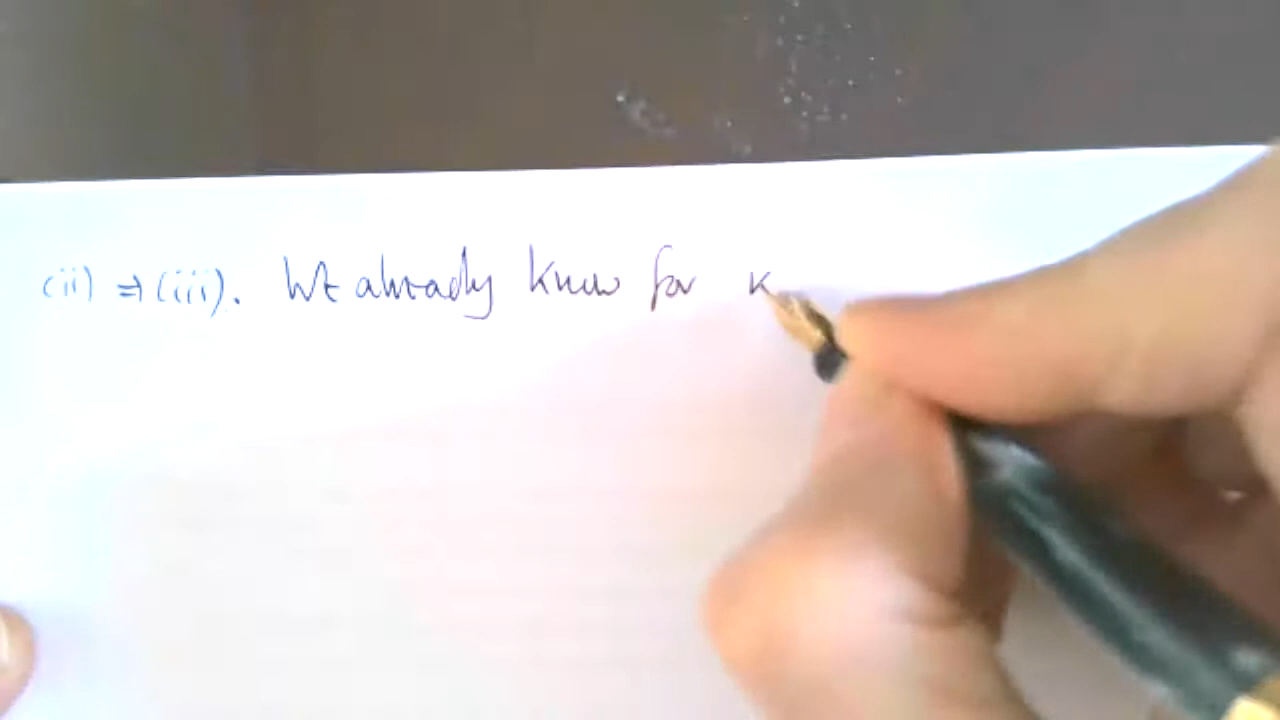 (ii) ⇒ (iii). We already know for K